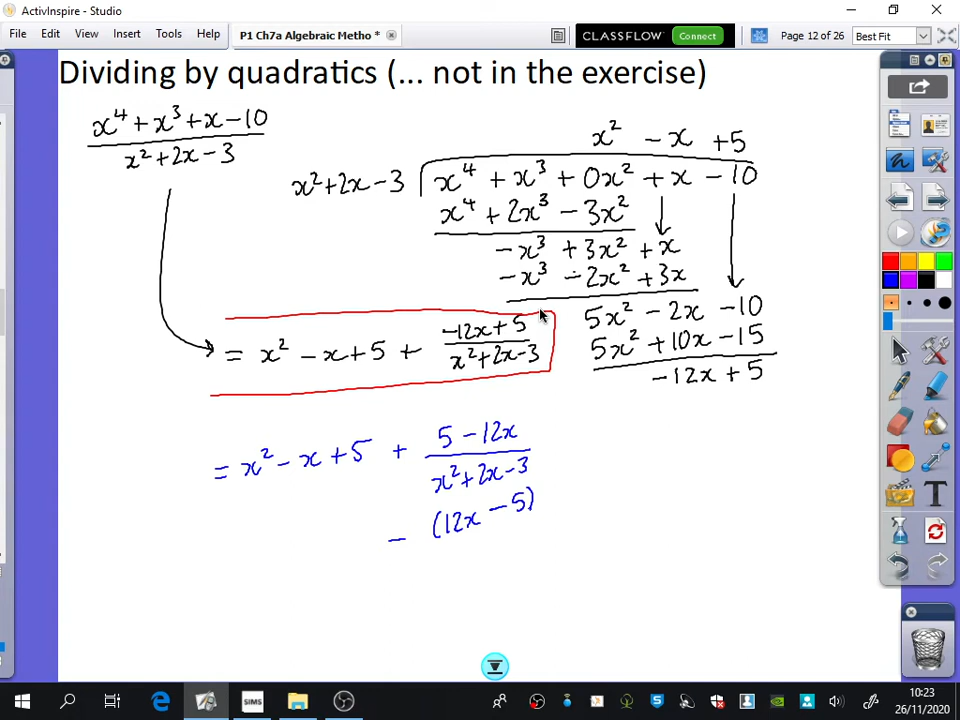 ActivInspire - Studio
File Edit View Insert Tools Help P1 Ch7a Algebraic Metho * CLASSFLOW Connect Page 12 of 26 Best Fit
Dividing by quadratics (... not in the exercise)
x⁴ + x³ + x - 10
x² + 2x - 3
x² - x + 5
x² + 2x - 3 x⁴ + x³ + 0x² + x - 10
x⁴ + 2x³ - 3x²
-x³ + 3x² + x
-x³ - 2x² + 3x
5x² - 2x - 10
5x² + 10x - 15
-12x + 5
= x² - x + 5 + -12x + 5
x² + 2x - 3
= x² - x + 5 + 5 - 12x
x² + 2x - 3
- (12x - 5)
10:23
26/11/2020